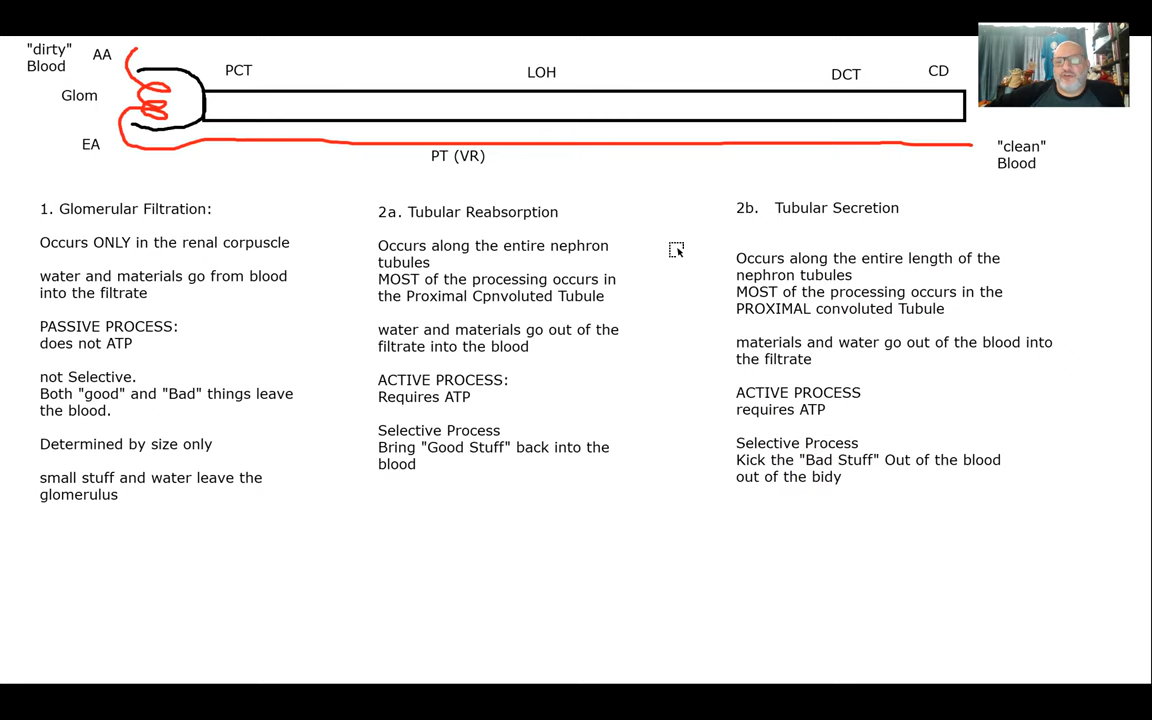 "dirty"
Blood
AA
Glom
EA
PCT
LOH
DCT
CD
PT (VR)
"clean"
Blood
1. Glomerular Filtration:
Occurs ONLY in the renal corpuscle
water and materials go from blood
into the filtrate
PASSIVE PROCESS:
does not ATP
not Selective.
Both "good" and "Bad" things leave
the blood.
Determined by size only
small stuff and water leave the
glomerulus
2a. Tubular Reabsorption
Occurs along the entire nephron
tubules
MOST of the processing occurs in
the Proximal Cpnvoluted Tubule
water and materials go out of the
filtrate into the blood
ACTIVE PROCESS:
Requires ATP
Selective Process
Bring "Good Stuff" back into the
blood
2b. Tubular Secretion
Occurs along the entire length of the
nephron tubules
MOST of the processing occurs in the
PROXIMAL convoluted Tubule
materials and water go out of the blood into
the filtrate
ACTIVE PROCESS
requires ATP
Selective Process
Kick the "Bad Stuff" Out of the blood
out of the bidy